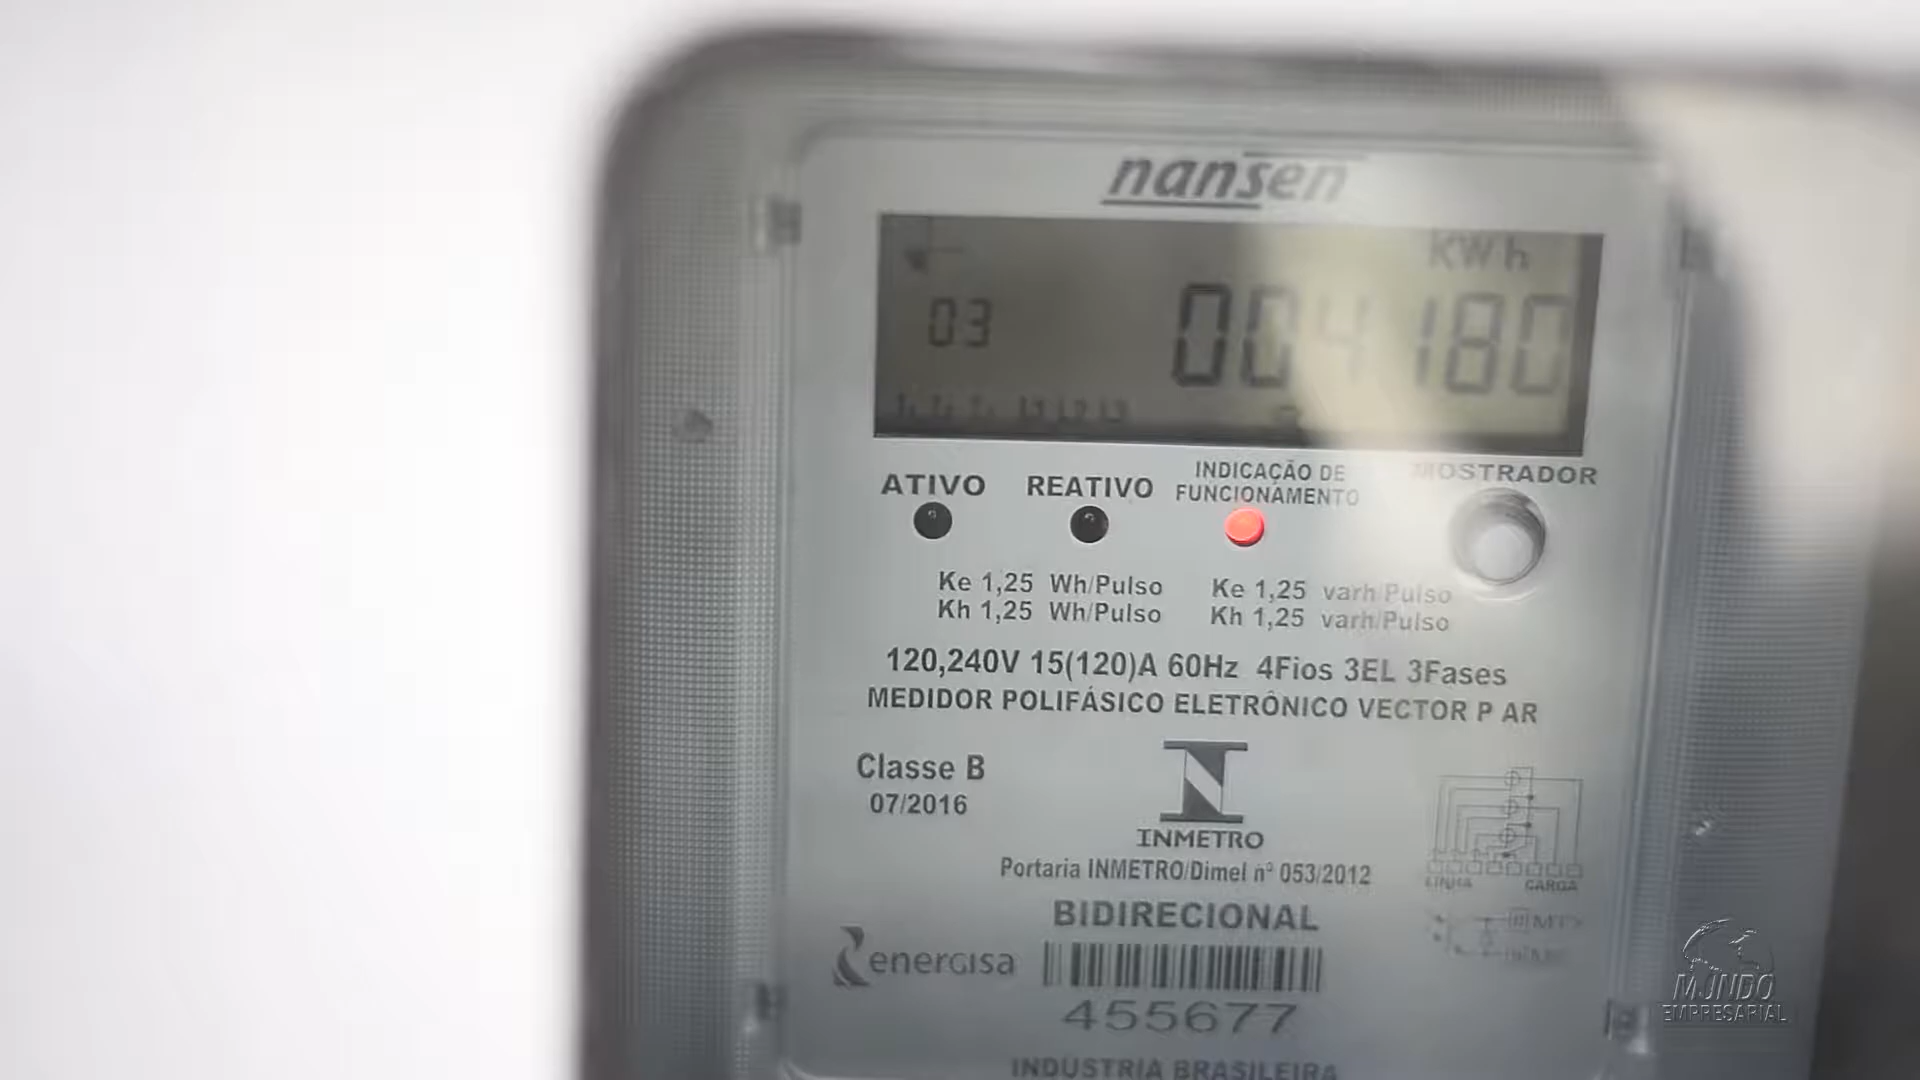 nansen
KWh
03 004180
ATIVO REATIVO INDICAÇÃO DE FUNCIONAMENTO MOSTRADOR
Ke 1,25 Wh/Pulso Ke 1,25 varh/Pulso
Kh 1,25 Wh/Pulso Kh 1,25 varh/Pulso
120,240V 15(120)A 60Hz 4Fios 3EL 3Fases
MEDIDOR POLIFÁSICO ELETRÔNICO VECTOR P AR
Classe B
07/2016
INMETRO
LINHA CARGA
Portaria INMETRO/Dimel nº 053/2012
BIDIRECIONAL
energisa
455677
INDUSTRIA BRASILEIRA
MUNDO
EMPRESARIAL